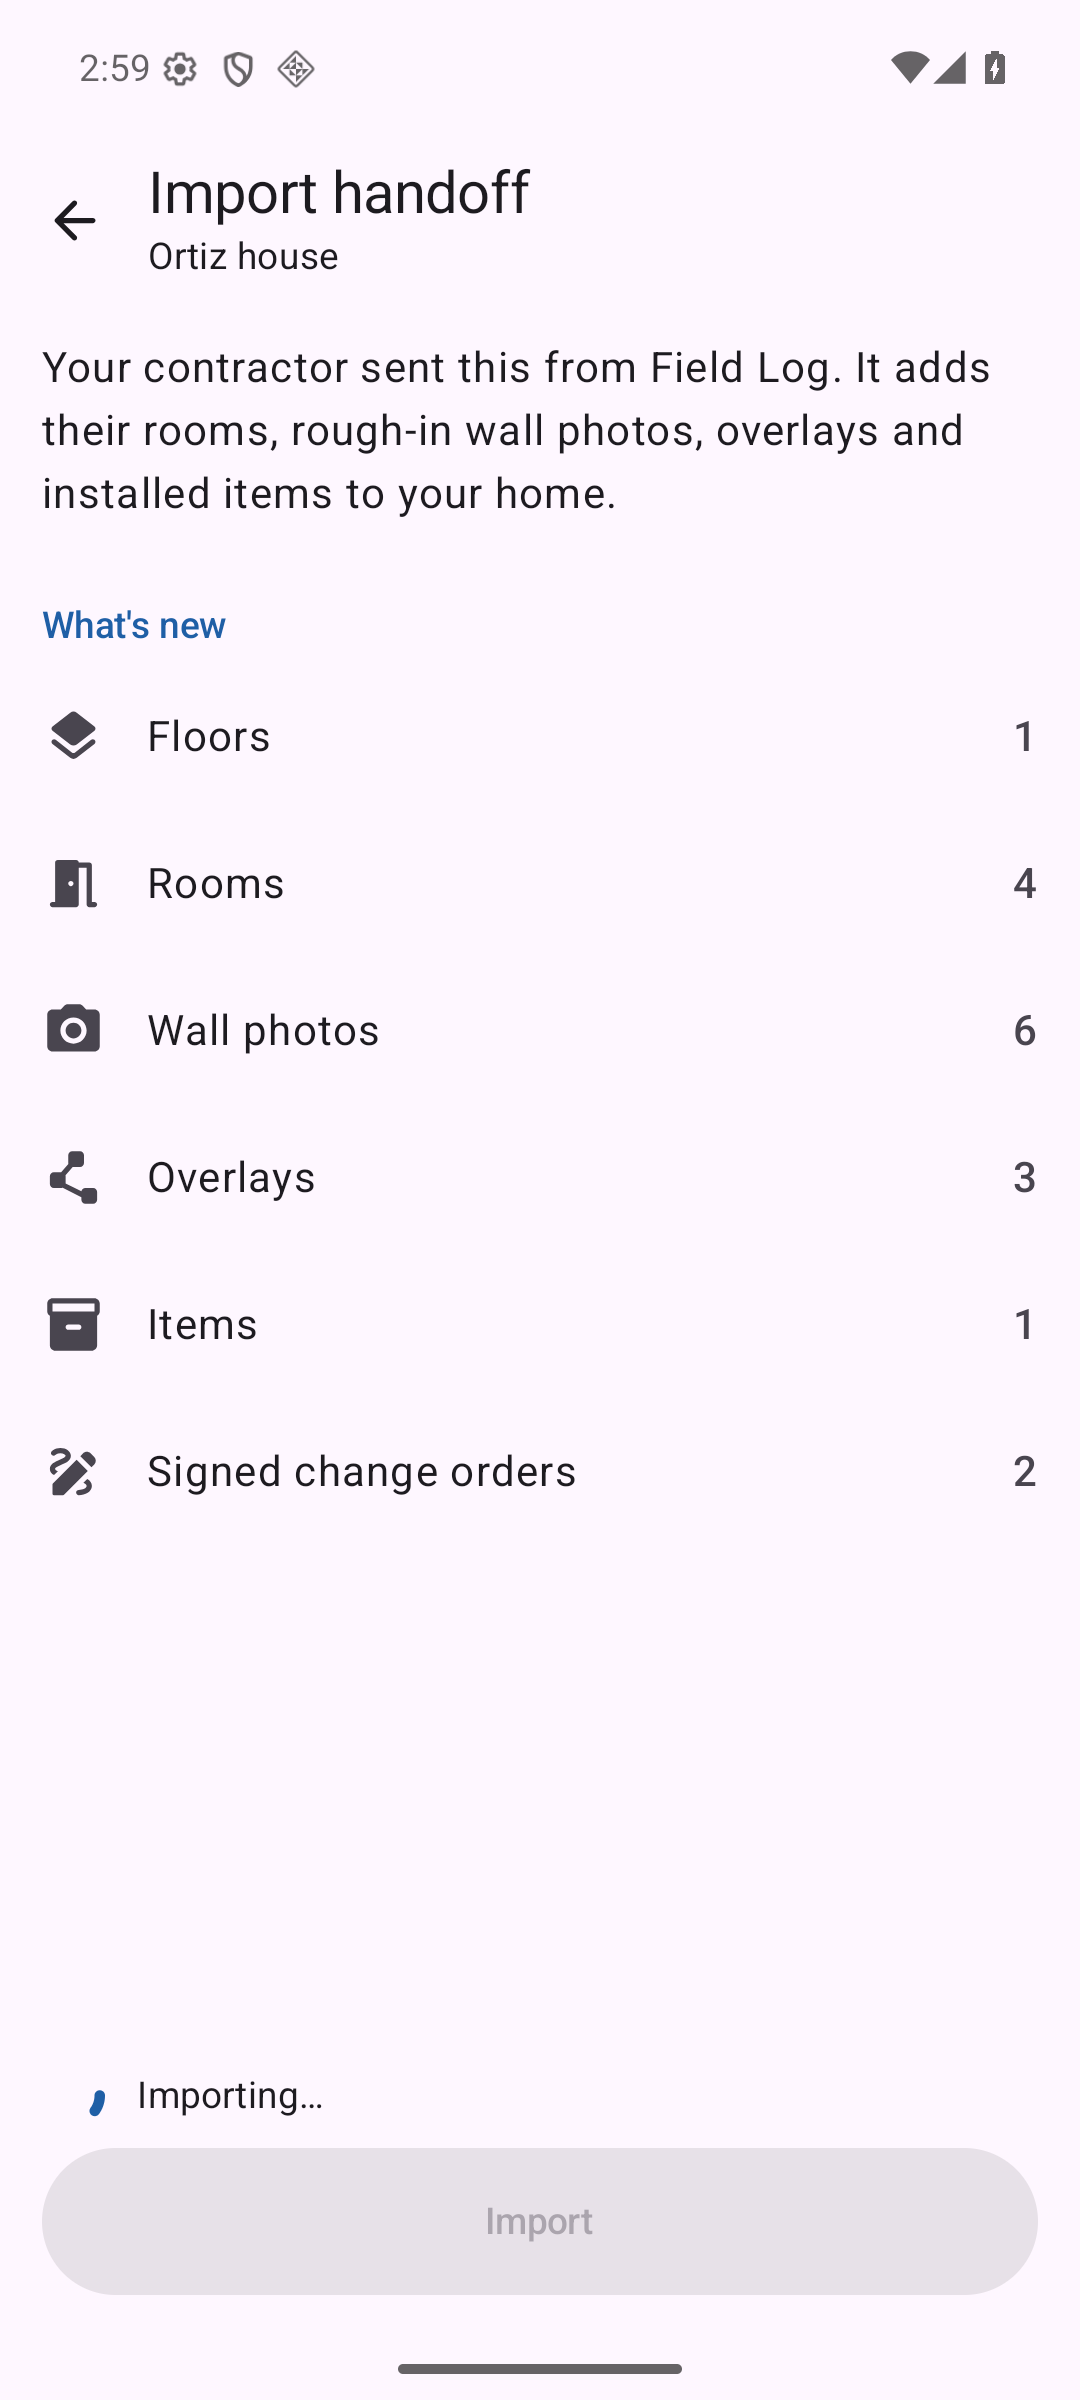 2:59
Import handoff
Ortiz house
Your contractor sent this from Field Log. It adds
their rooms, rough-in wall photos, overlays and
installed items to your home.
What's new
Floors 1
Rooms 4
Wall photos 6
Overlays 3
Items 1
Signed change orders 2
Importing…
Import